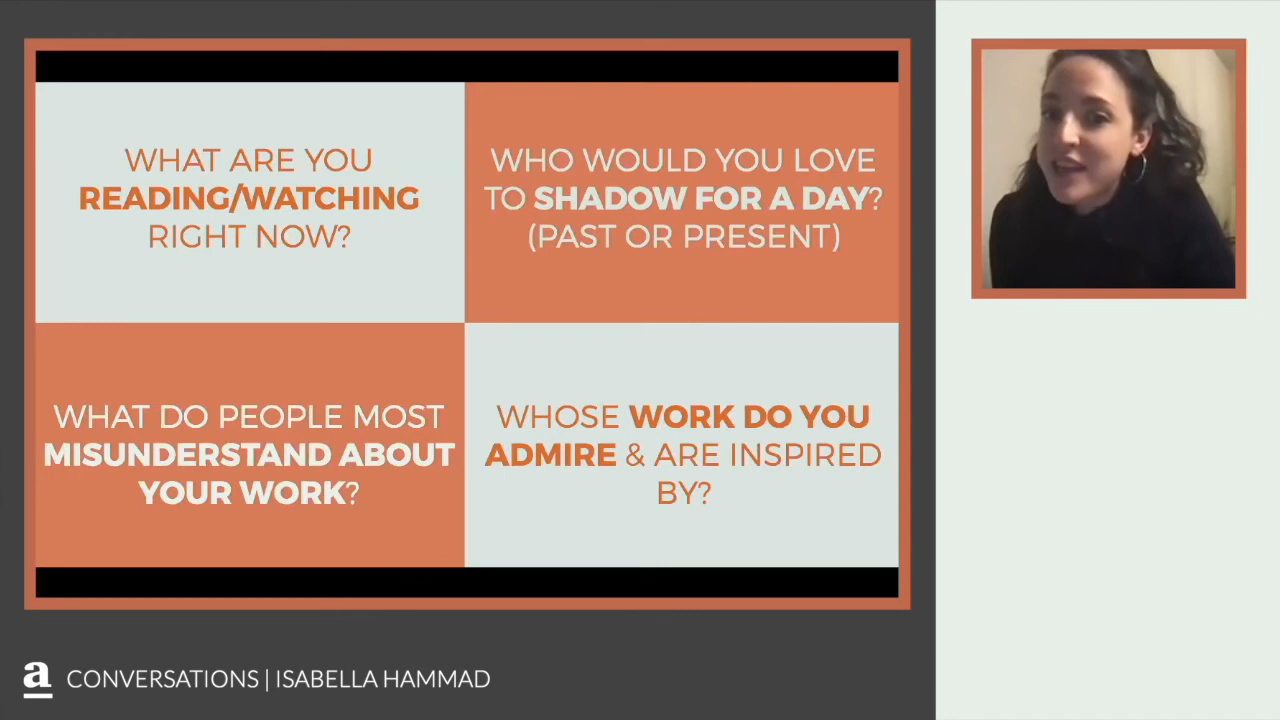 WHAT ARE YOU
READING/WATCHING
RIGHT NOW?
WHO WOULD YOU LOVE
TO SHADOW FOR A DAY?
(PAST OR PRESENT)
WHAT DO PEOPLE MOST
MISUNDERSTAND ABOUT
YOUR WORK?
WHOSE WORK DO YOU
ADMIRE & ARE INSPIRED
BY?
a CONVERSATIONS | ISABELLA HAMMAD